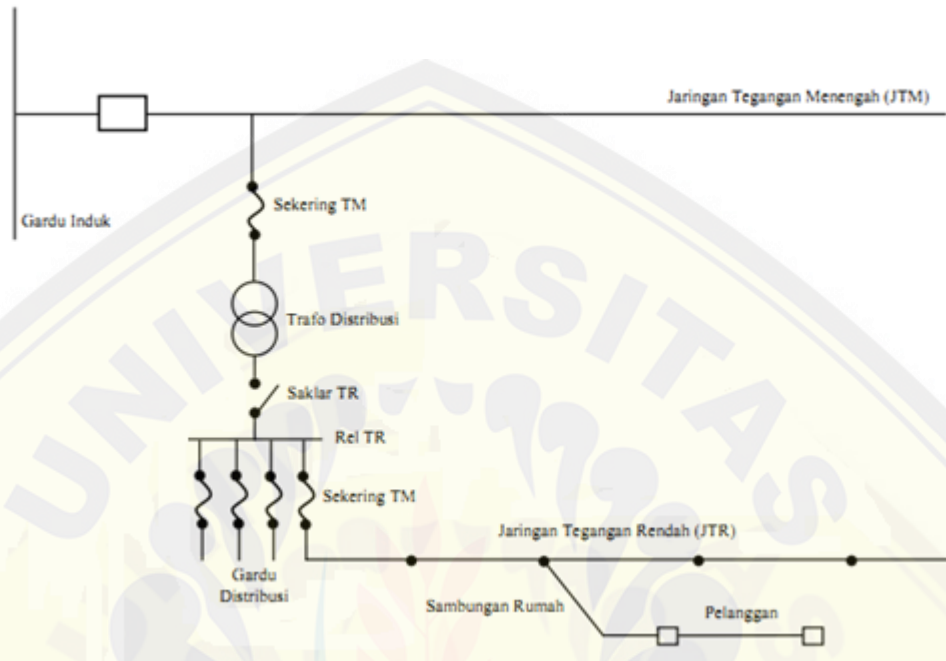 Jaringan Tegangan Menengah (JTM)
Sekering TM
Gardu Induk
Trafo Distribusi
Saklar TR
Rel TR
Sekering TM
Jaringan Tegangan Rendah (JTR)
Gardu
Distribusi
Sambungan Rumah
Pelanggan
UNIVERSITAS